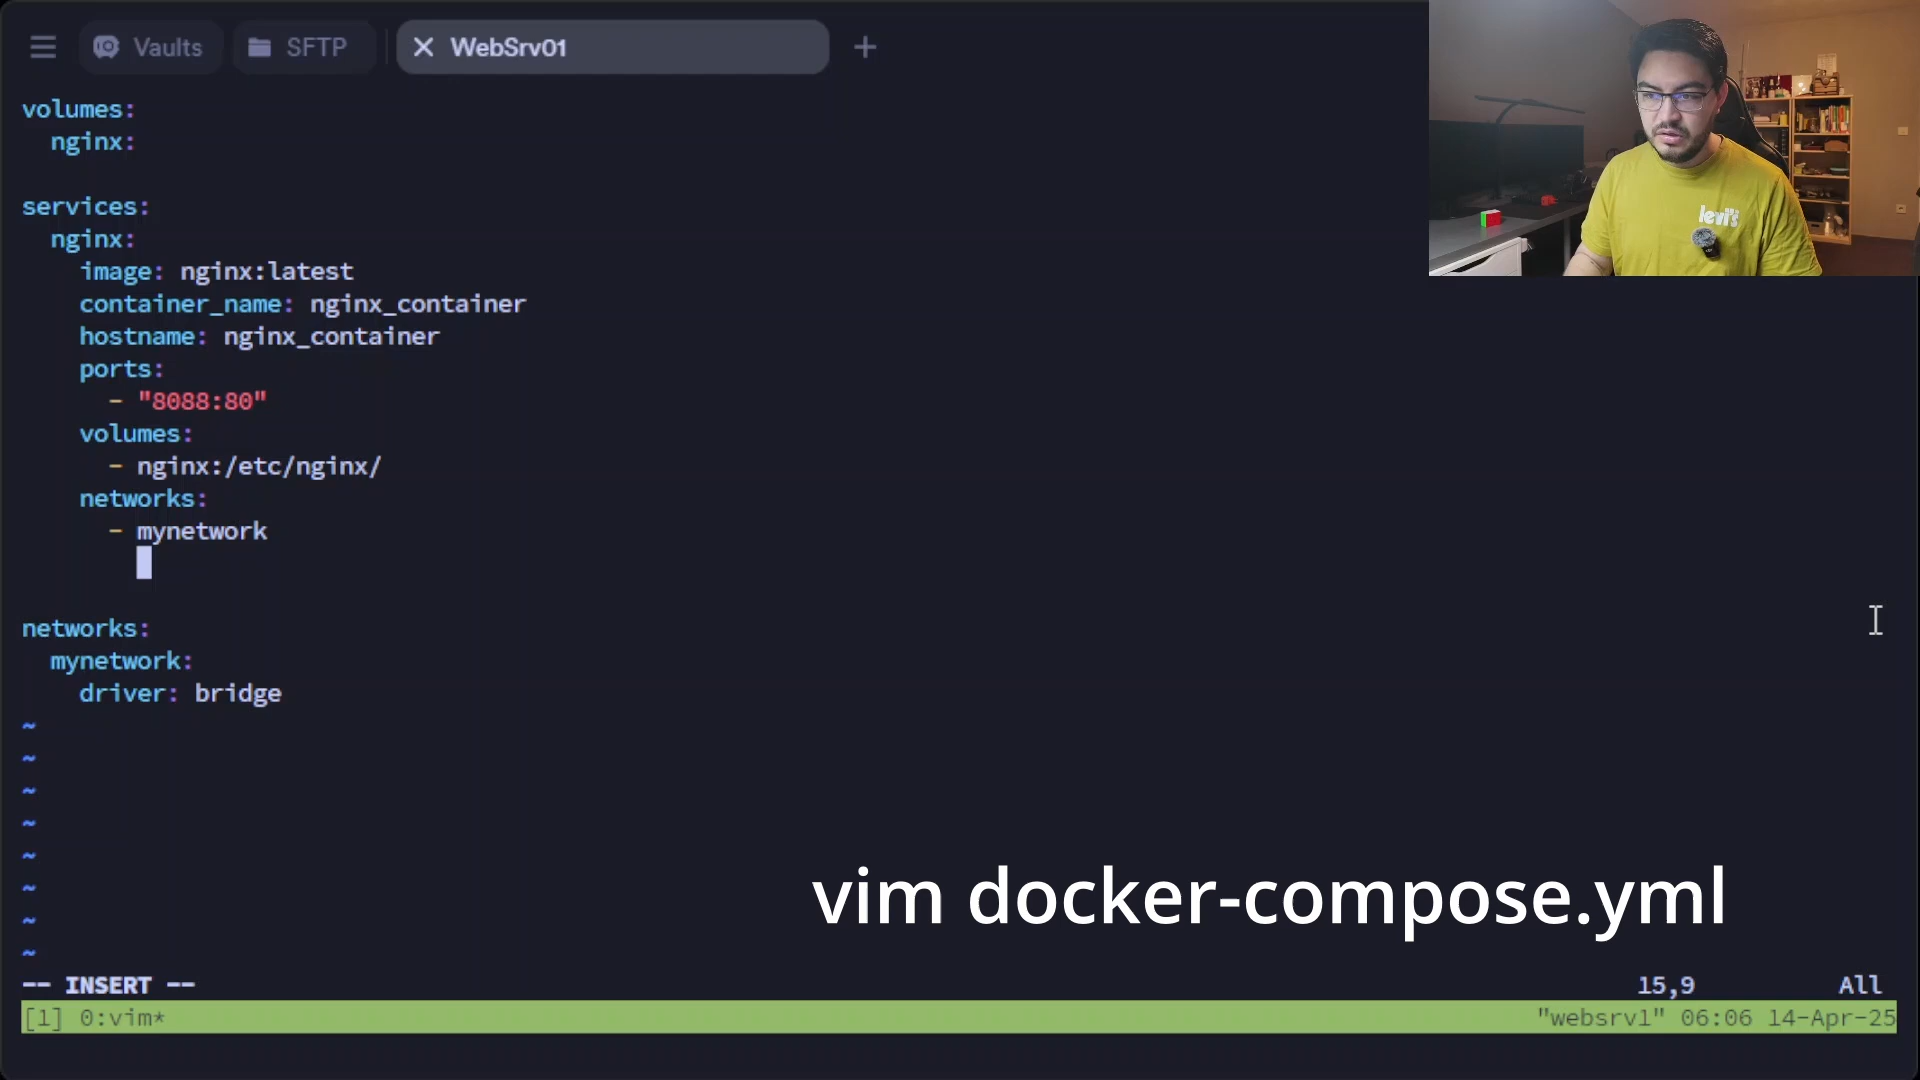 Vaults
SFTP
WebSrv01
volumes:
  nginx:
services:
  nginx:
    image: nginx:latest
    container_name: nginx_container
    hostname: nginx_container
    ports:
      - "8088:80"
    volumes:
      - nginx:/etc/nginx/
    networks:
      - mynetwork
networks:
  mynetwork:
    driver: bridge
~
~
~
~
~
~
~
~
levi's
vim docker-compose.yml
-- INSERT --
15,9
All
[1] 0:vim*
"websrv1" 06:06 14-Apr-25